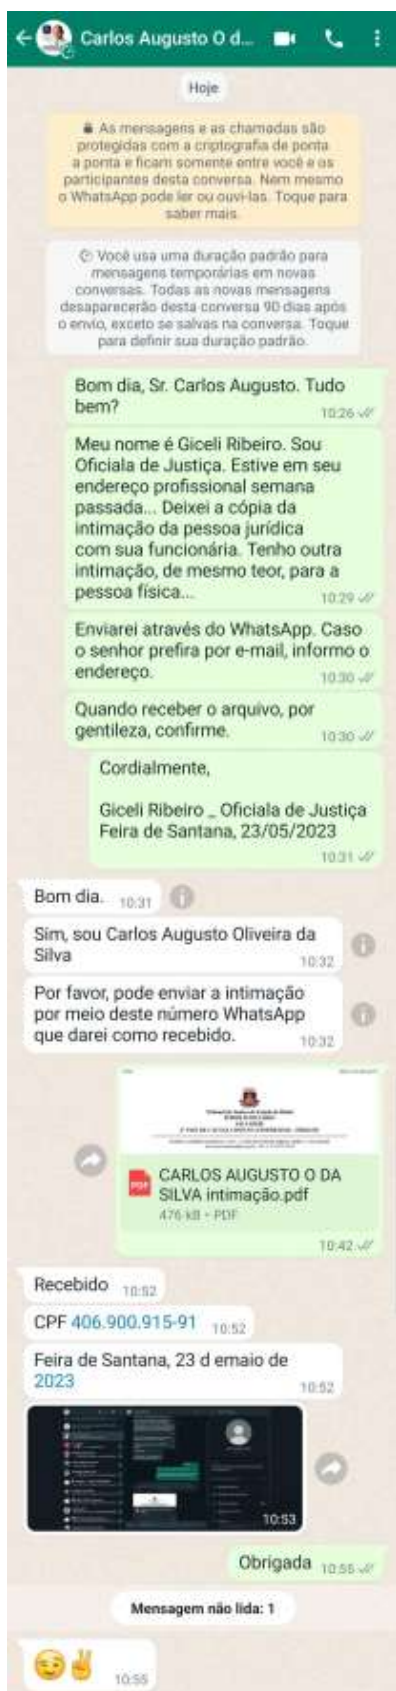 Carlos Augusto O d...
Hoje
As mensagens e as chamadas são
protegidas com a criptografia de ponta
a ponta e ficam somente entre você e os
participantes desta conversa. Nem mesmo
o WhatsApp pode ler ou ouvi-las. Toque para
saber mais.
Você usa uma duração padrão para
mensagens temporárias em novas
conversas. Todas as novas mensagens
desaparecerão desta conversa 90 dias após
o envio, exceto se salvas na conversa. Toque
para definir sua duração padrão.
Bom dia, Sr. Carlos Augusto. Tudo
bem?
10:26
Meu nome é Giceli Ribeiro. Sou
Oficiala de Justiça. Estive em seu
endereço profissional semana
passada... Deixei a cópia da
intimação da pessoa jurídica
com sua funcionária. Tenho outra
intimação, de mesmo teor, para a
pessoa física...
10:29
Enviarei através do WhatsApp. Caso
o senhor prefira por e-mail, informo o
endereço.
10:30
Quando receber o arquivo, por
gentileza, confirme.
10:30
Cordialmente,
Giceli Ribeiro _ Oficiala de Justiça
Feira de Santana, 23/05/2023
10:31
Bom dia. 10:31
Sim, sou Carlos Augusto Oliveira da
Silva
10:32
Por favor, pode enviar a intimação
por meio deste número WhatsApp
que darei como recebido.
10:32
PDF
CARLOS AUGUSTO O DA
SILVA intimação.pdf
476 kB • PDF
10:42
Recebido 10:52
CPF 406.900.915-91 10:52
Feira de Santana, 23 d emaio de
2023
10:52
10:53
Obrigada 10:55
Mensagem não lida: 1
10:55